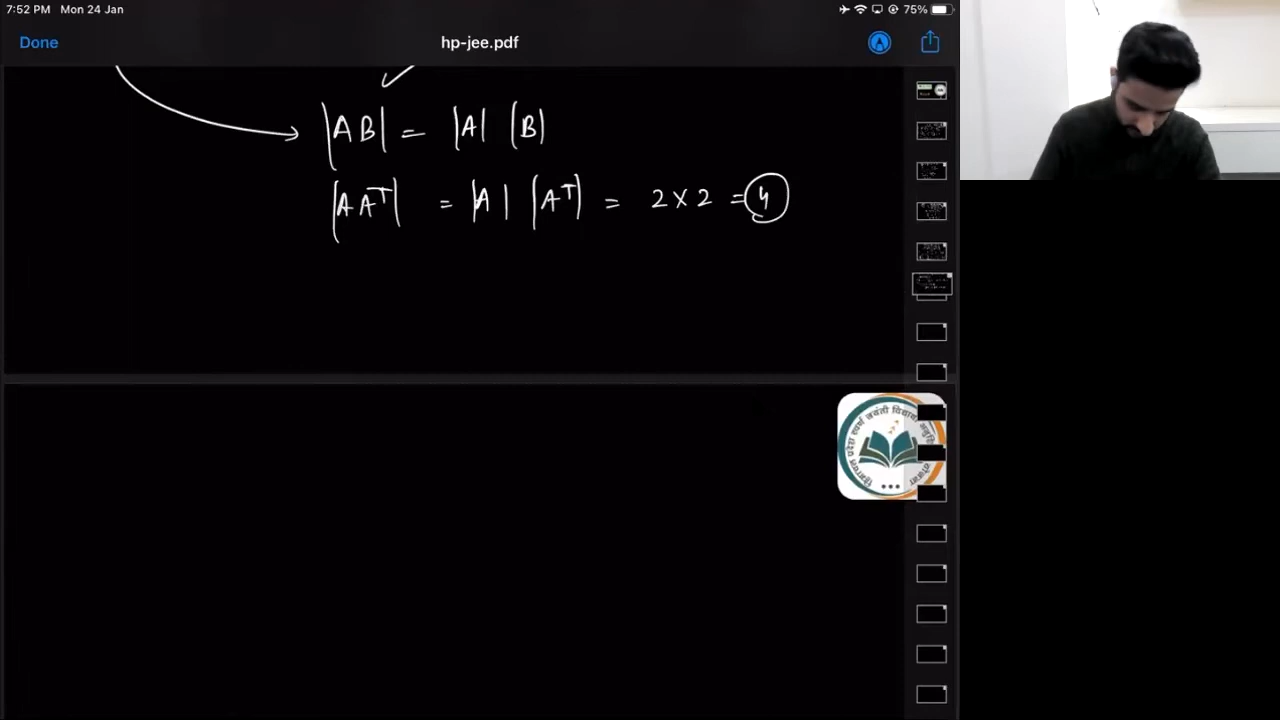 7:52 PM Mon 24 Jan
75%
Done
hp-jee.pdf
|AB| = |A| |B|
|AAT| = |A| |AT| = 2 × 2 = 4